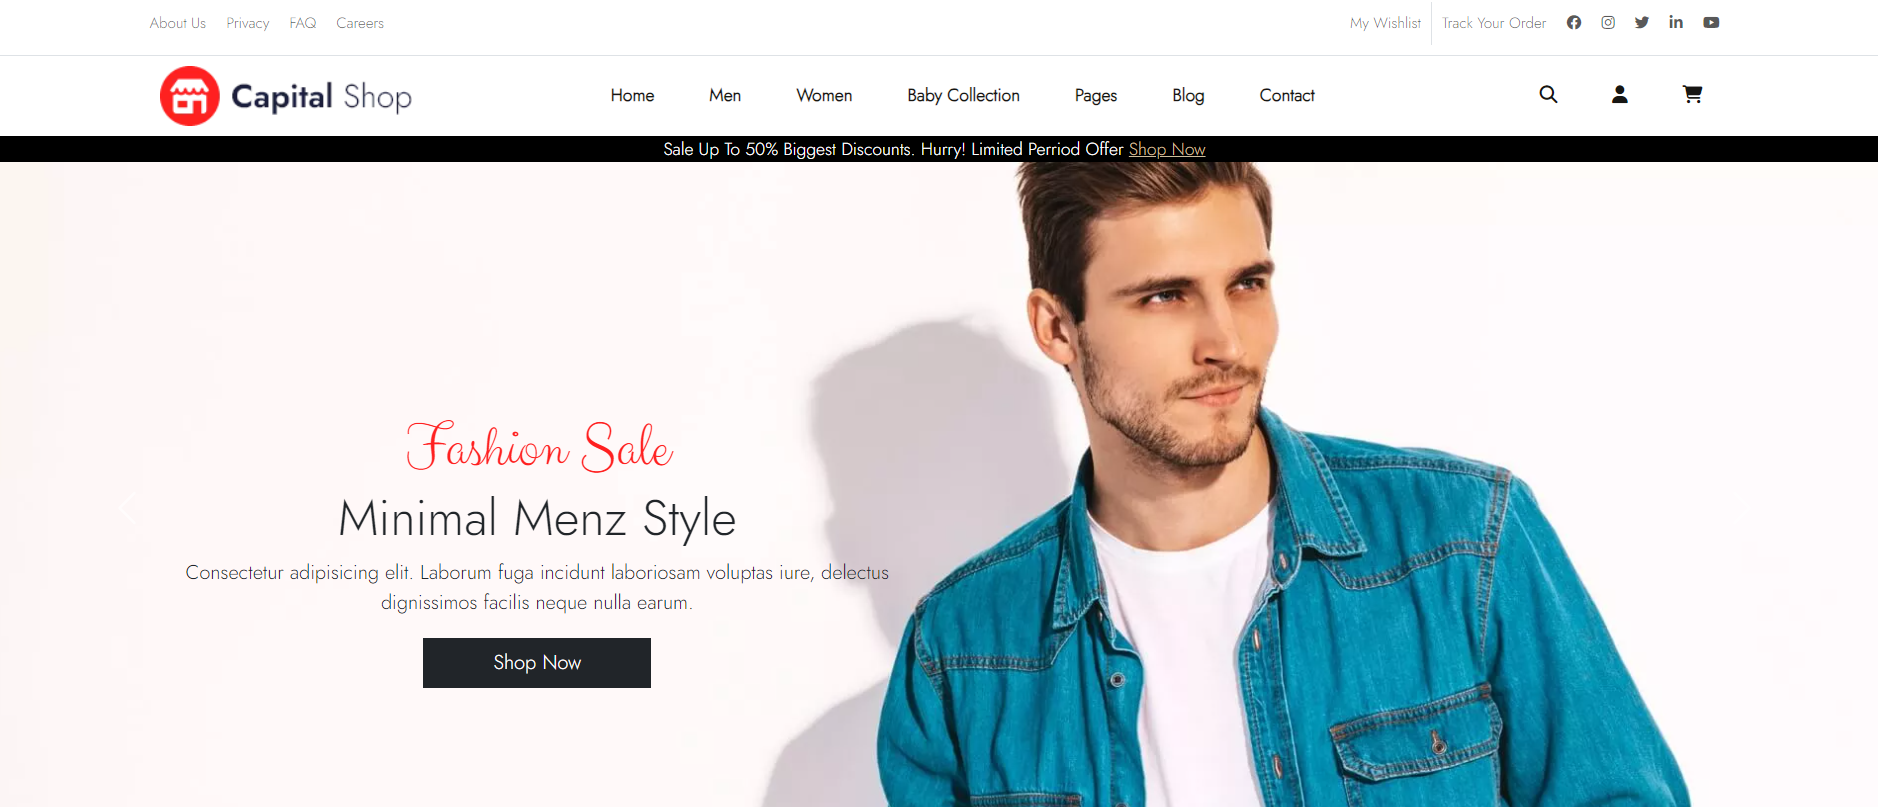 About Us Privacy FAQ Careers My Wishlist Track Your Order
Capital Shop Home Men Women Baby Collection Pages Blog Contact
Sale Up To 50% Biggest Discounts. Hurry! Limited Perriod Offer Shop Now
Fashion Sale
Minimal Menz Style
Consectetur adipisicing elit. Laborum fuga incidunt laboriosam voluptas iure, delectus
dignissimos facilis neque nulla earum.
Shop Now